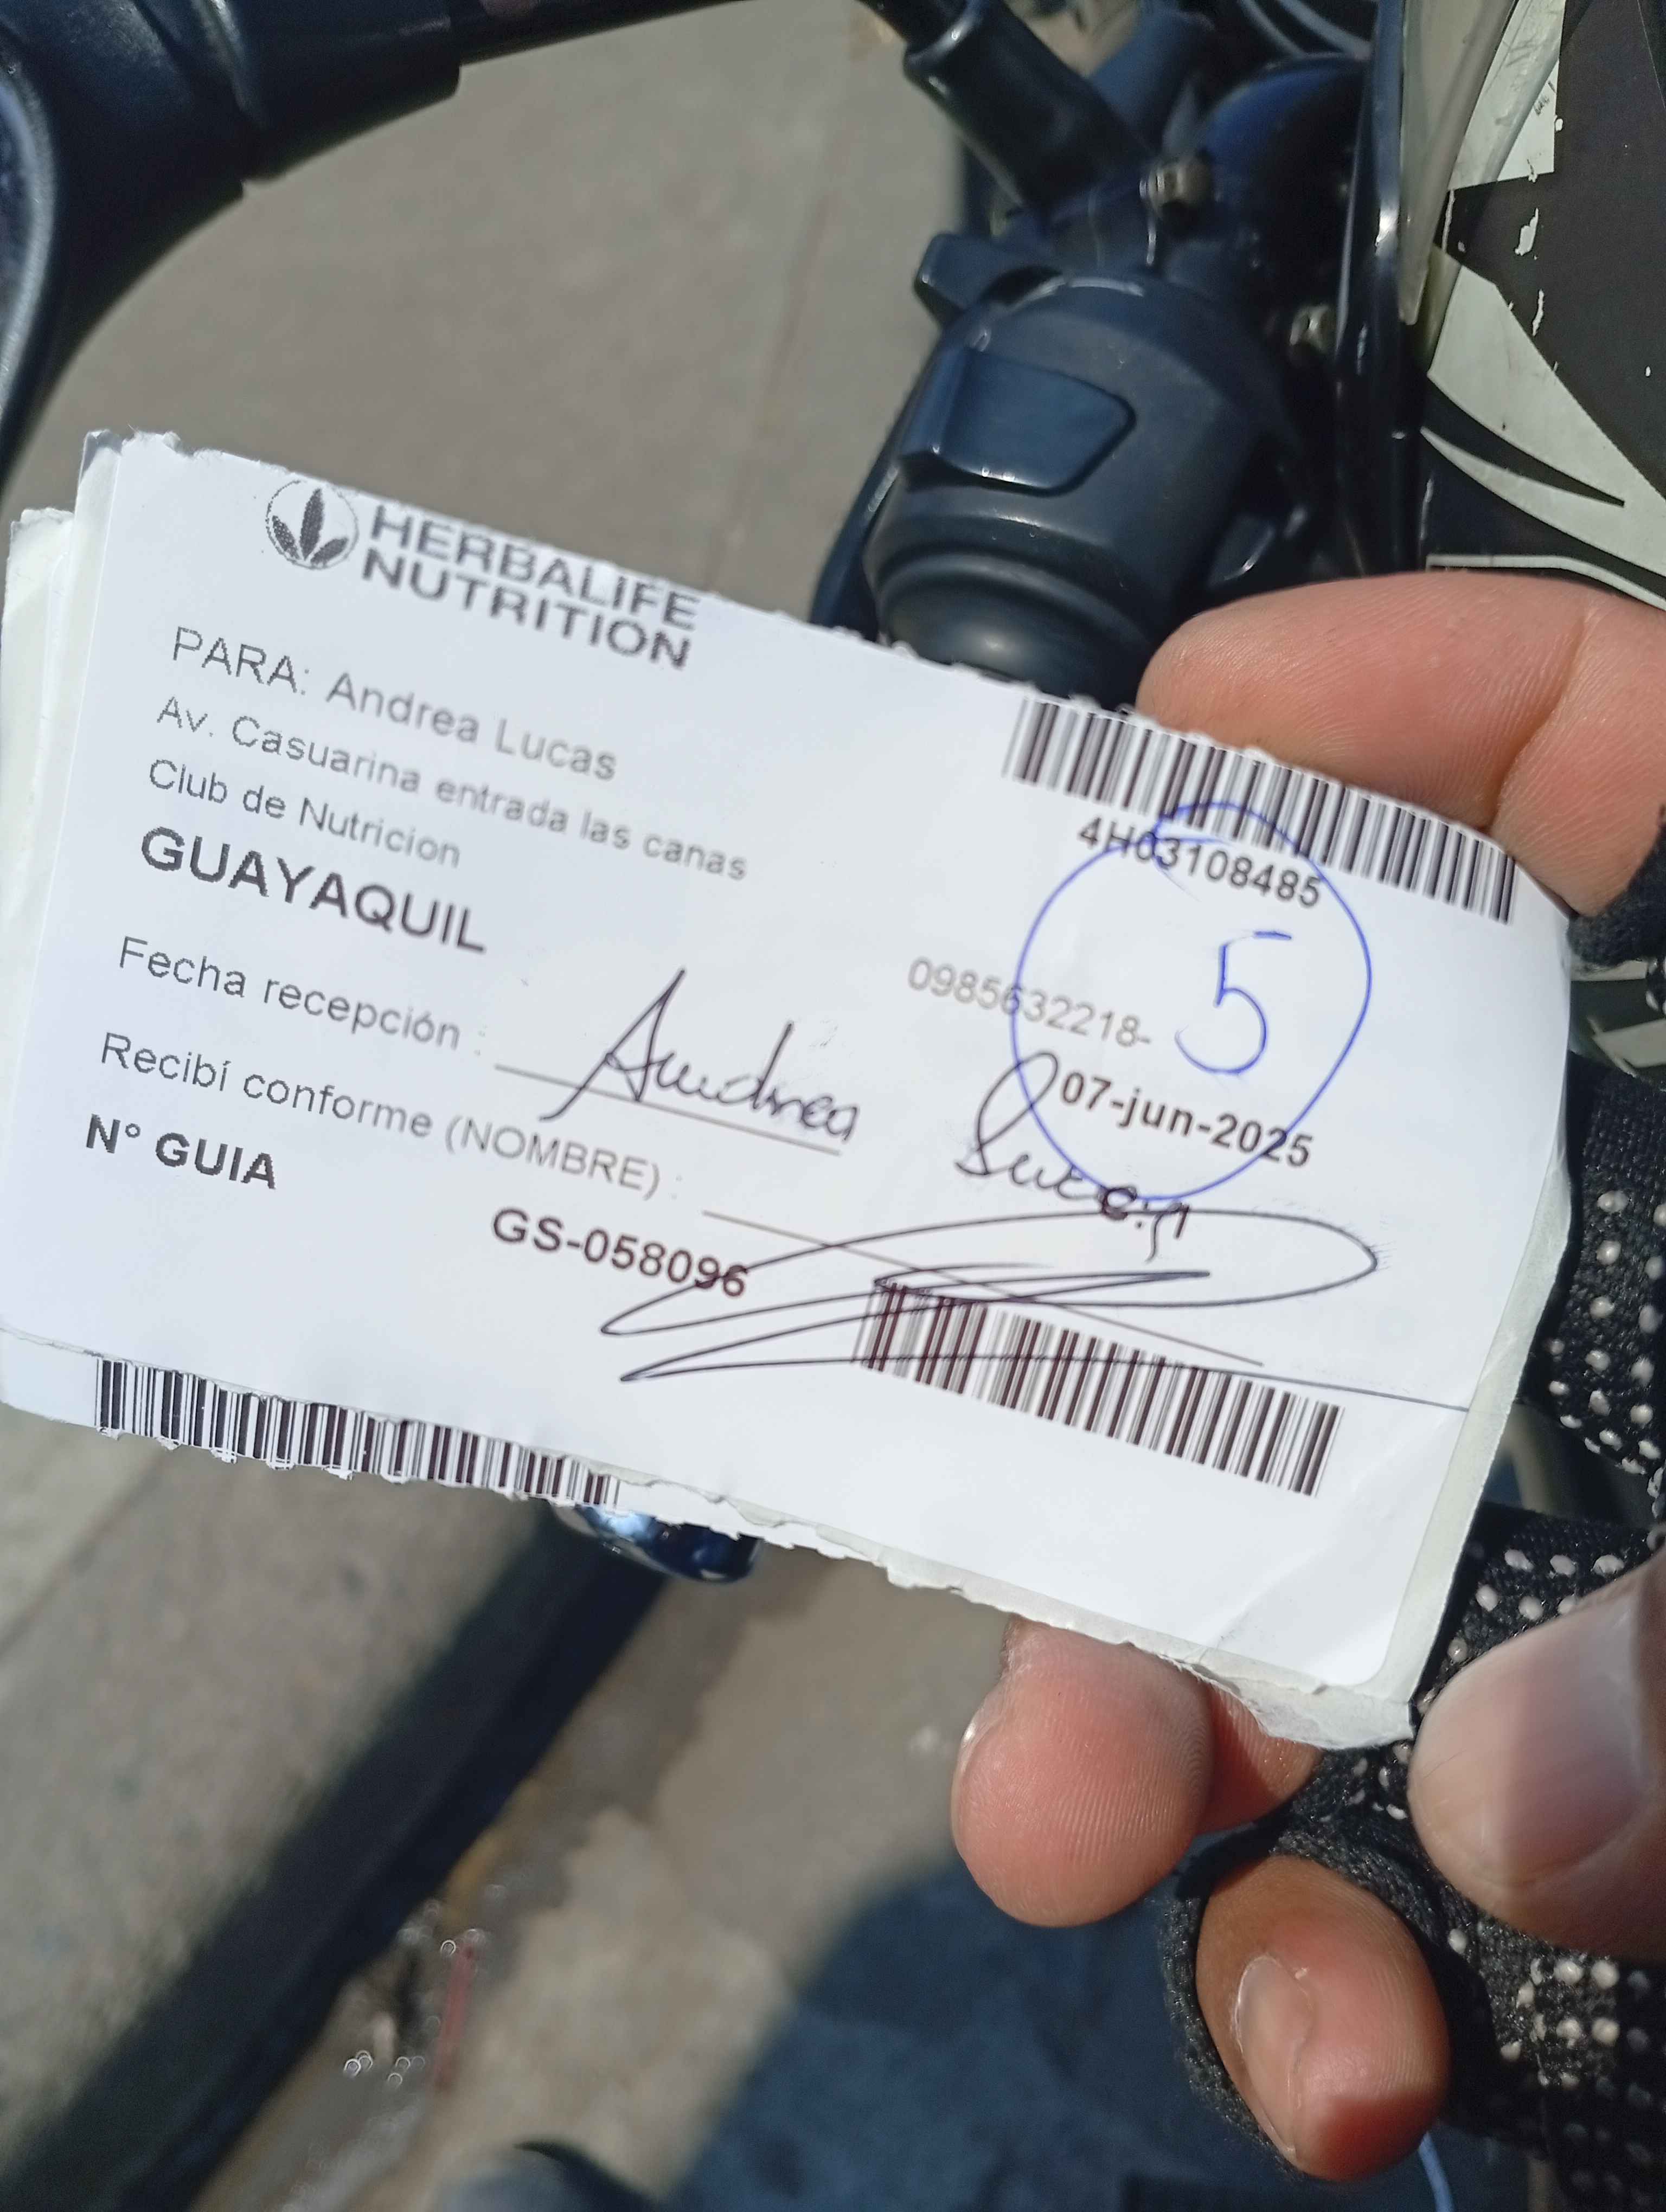 HERBALIFE
NUTRITION
PARA: Andrea Lucas
Av. Casuarina entrada las canas
Club de Nutricion
GUAYAQUIL
4H03108485
5
0985632218-
07-jun-2025
Fecha recepción :
Andrea
Recibí conforme (NOMBRE) :
N° GUIA
GS-058096